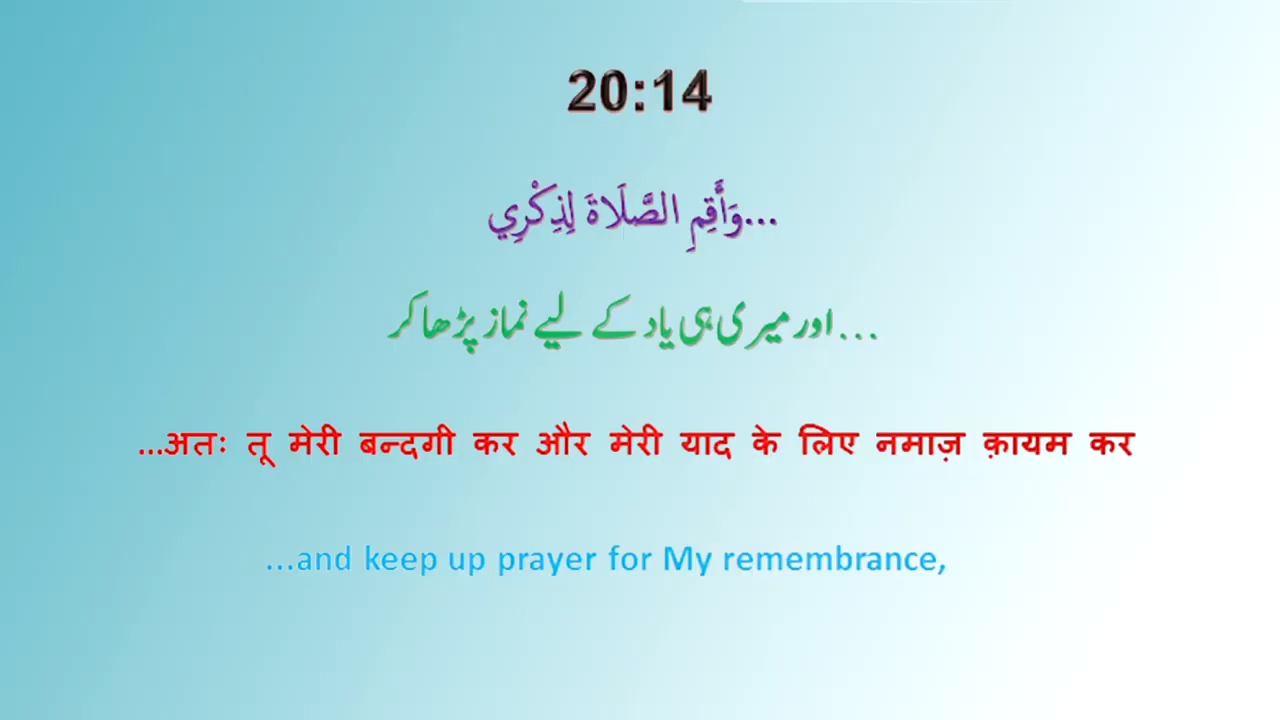 20:14
...وَأَقِمِ الصَّلَاةَ لِذِكْرِي
... اور میری ہی یاد کے لیے نماز پڑھا کر
...अतः तू मेरी बन्दगी कर और मेरी याद के लिए नमाज़ क़ायम कर
...and keep up prayer for My remembrance,